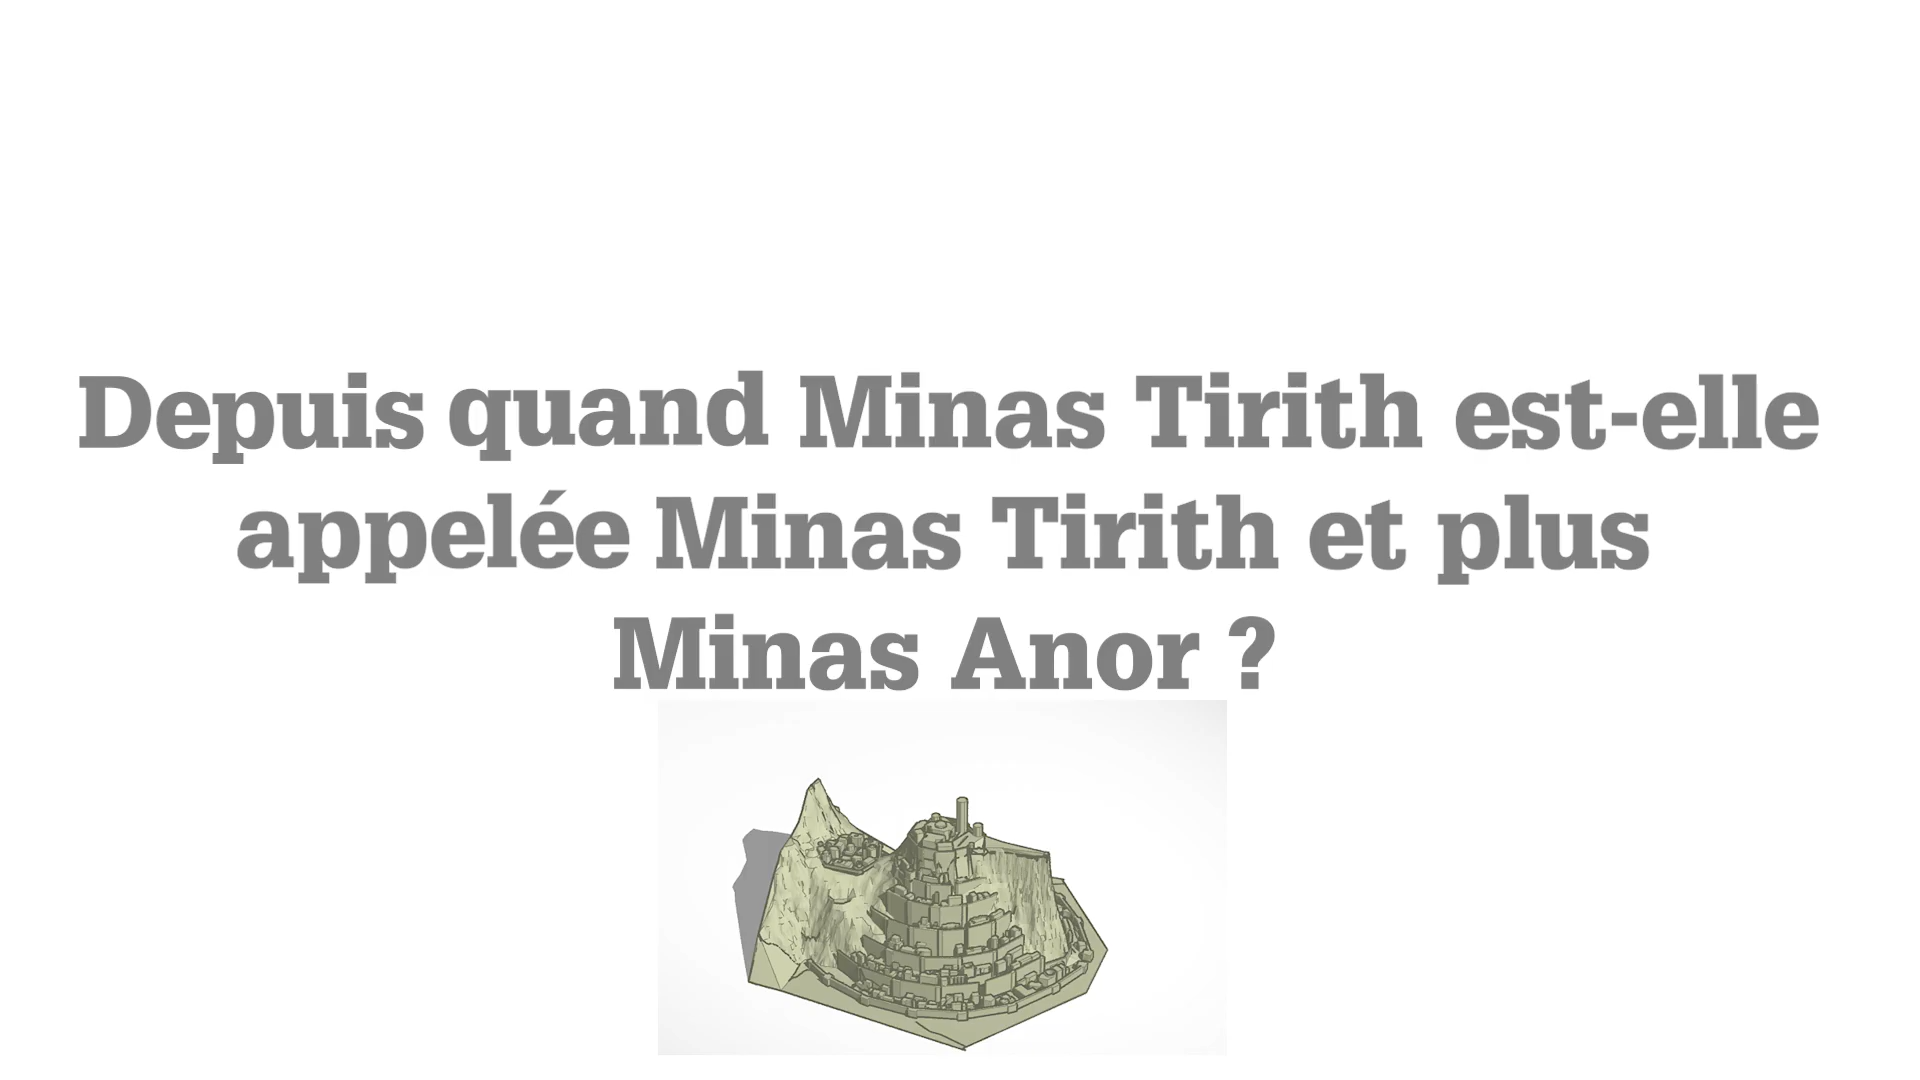 Depuis quand Minas Tirith est-elle
appelée Minas Tirith et plus
Minas Anor ?